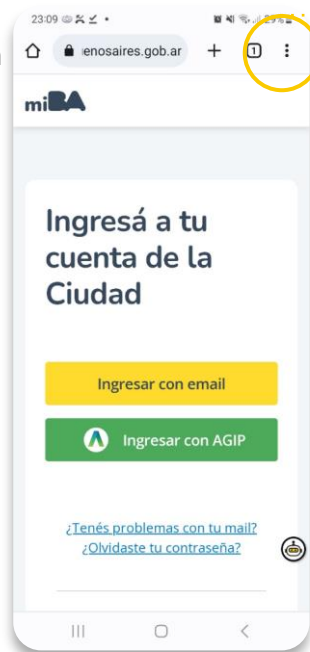 23:09
enosaires.gob.ar
1
miBA
Ingresá a tu
cuenta de la
Ciudad
Ingresar con email
Ingresar con AGIP
¿Tenés problemas con tu mail?
¿Olvidaste tu contraseña?